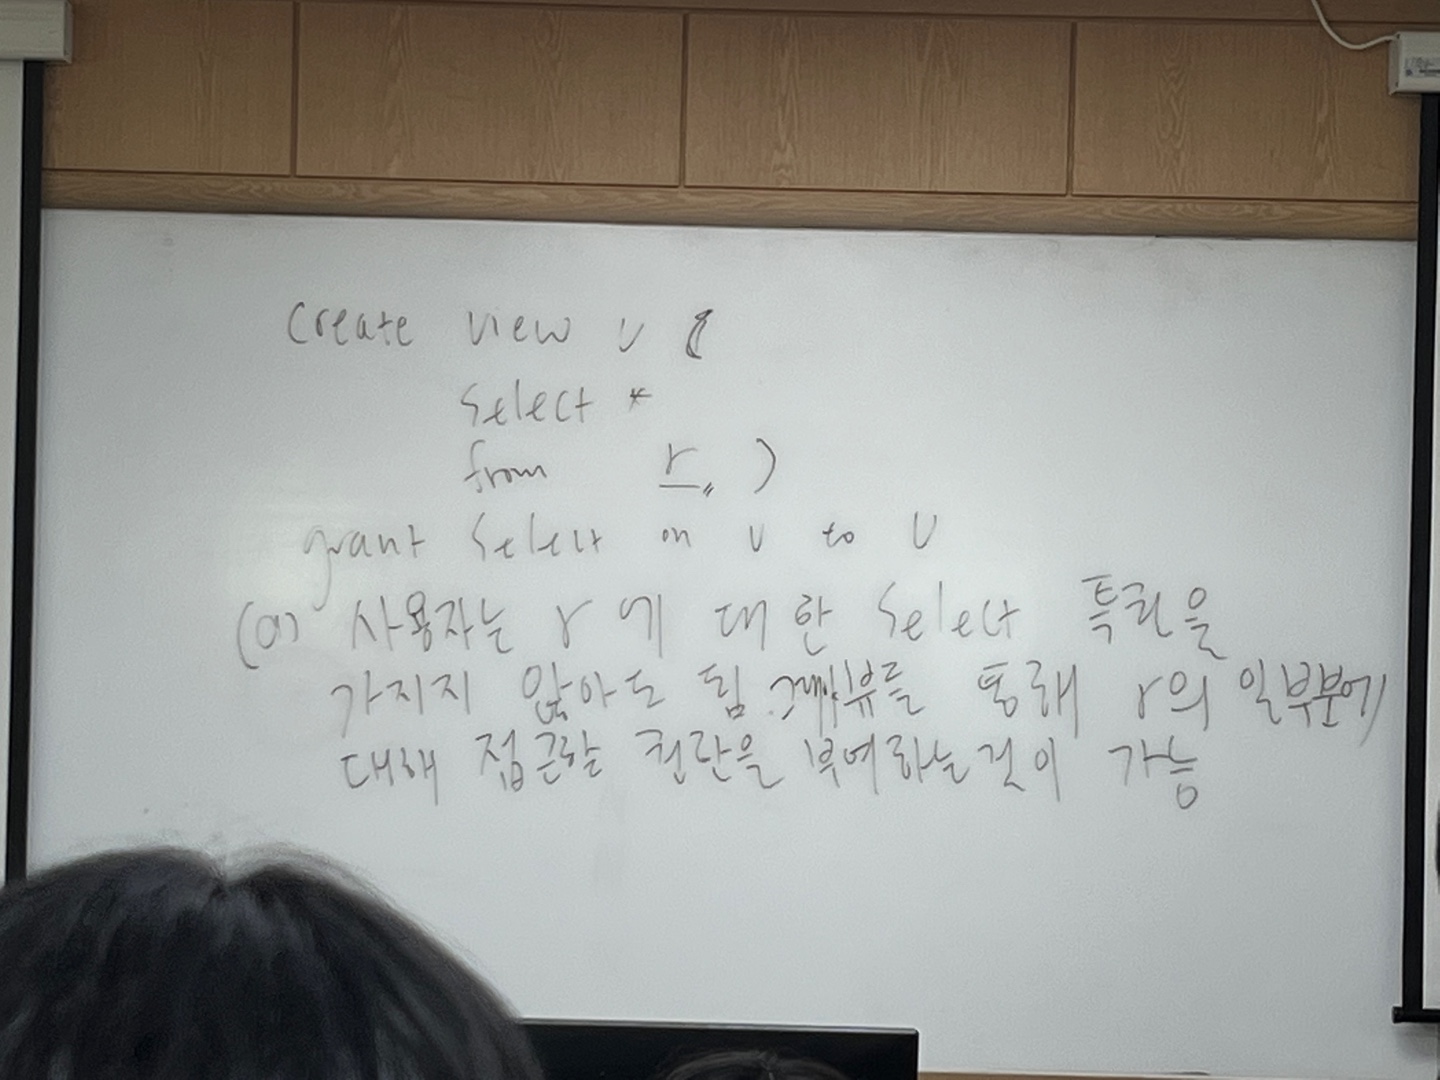 Create view v (
select *
from r )
grant select on v to U
(a) 사용자는 r에 대한 select 특권을
가지지 않아도 됨. 뷰를 통해 r의 일부분에
대해 접근할 권한을 부여하는 것이 가능